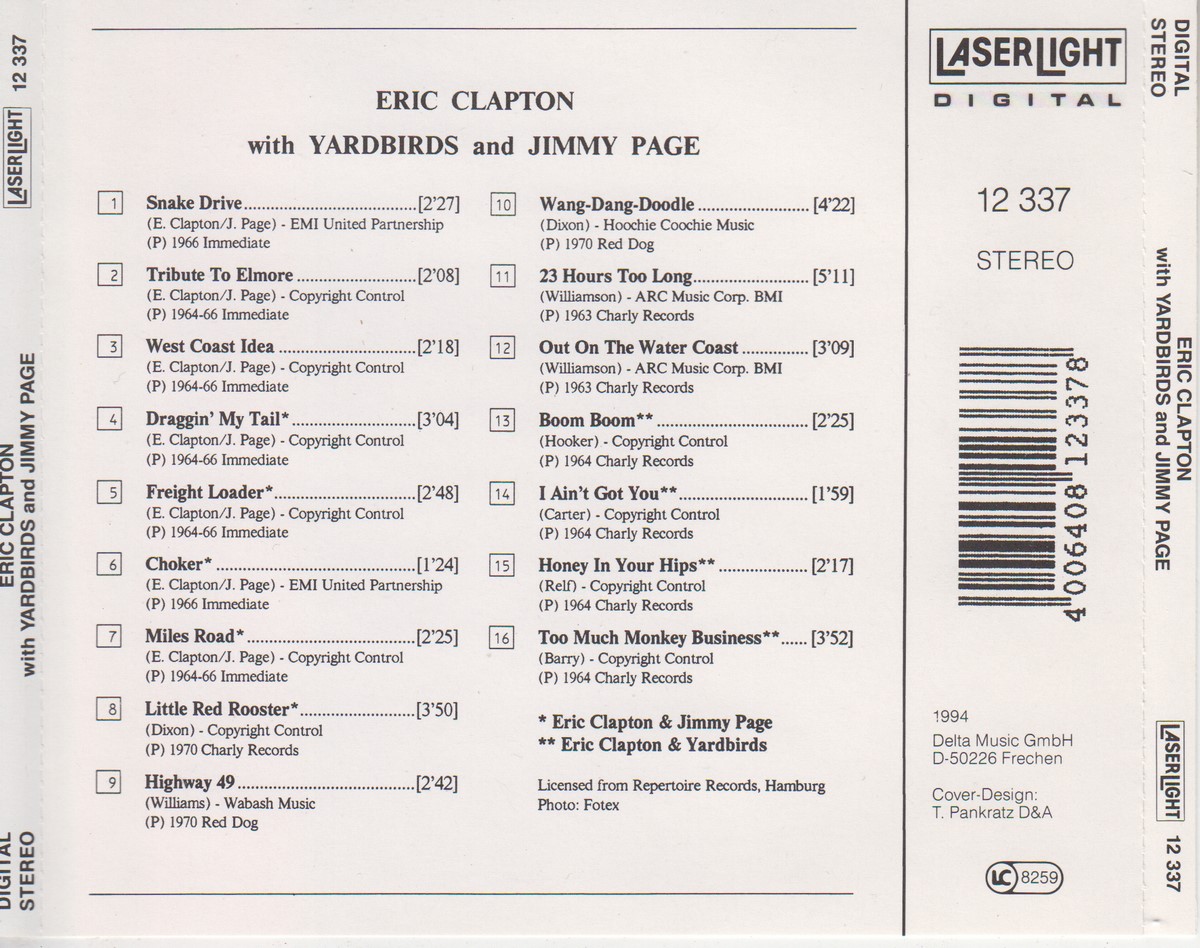 12 337
LASERLIGHT
ERIC CLAPTON
with YARDBIRDS and JIMMY PAGE
DIGITAL
STEREO
ERIC CLAPTON
with YARDBIRDS and JIMMY PAGE
1 Snake Drive................................[2'27]
(E. Clapton/J. Page) - EMI United Partnership
(P) 1966 Immediate
2 Tribute To Elmore ......................[2'08]
(E. Clapton/J. Page) - Copyright Control
(P) 1964-66 Immediate
3 West Coast Idea .........................[2'18]
(E. Clapton/J. Page) - Copyright Control
(P) 1964-66 Immediate
4 Draggin' My Tail* .......................[3'04]
(E. Clapton/J. Page) - Copyright Control
(P) 1964-66 Immediate
5 Freight Loader*..........................[2'48]
(E. Clapton/J. Page) - Copyright Control
(P) 1964-66 Immediate
6 Choker* .....................................[1'24]
(E. Clapton/J. Page) - EMI United Partnership
(P) 1966 Immediate
7 Miles Road*...............................[2'25]
(E. Clapton/J. Page) - Copyright Control
(P) 1964-66 Immediate
8 Little Red Rooster*.....................[3'50]
(Dixon) - Copyright Control
(P) 1970 Charly Records
9 Highway 49 ................................[2'42]
(Williams) - Wabash Music
(P) 1970 Red Dog
10 Wang-Dang-Doodle ....................[4'22]
(Dixon) - Hoochie Coochie Music
(P) 1970 Red Dog
11 23 Hours Too Long.....................[5'11]
(Williamson) - ARC Music Corp. BMI
(P) 1963 Charly Records
12 Out On The Water Coast ............[3'09]
(Williamson) - ARC Music Corp. BMI
(P) 1963 Charly Records
13 Boom Boom** ...........................[2'25]
(Hooker) - Copyright Control
(P) 1964 Charly Records
14 I Ain't Got You**.......................[1'59]
(Carter) - Copyright Control
(P) 1964 Charly Records
15 Honey In Your Hips** ................[2'17]
(Relf) - Copyright Control
(P) 1964 Charly Records
16 Too Much Monkey Business**..... [3'52]
(Barry) - Copyright Control
(P) 1964 Charly Records
* Eric Clapton & Jimmy Page
** Eric Clapton & Yardbirds
Licensed from Repertoire Records, Hamburg
Photo: Fotex
LASERLIGHT
DIGITAL
12 337
STEREO
4 006408 123378
1994
Delta Music GmbH
D-50226 Frechen
Cover-Design:
T. Pankratz D&A
LC 8259
DIGITAL
STEREO
ERIC CLAPTON
with YARDBIRDS and JIMMY PAGE
LASERLIGHT
12 337